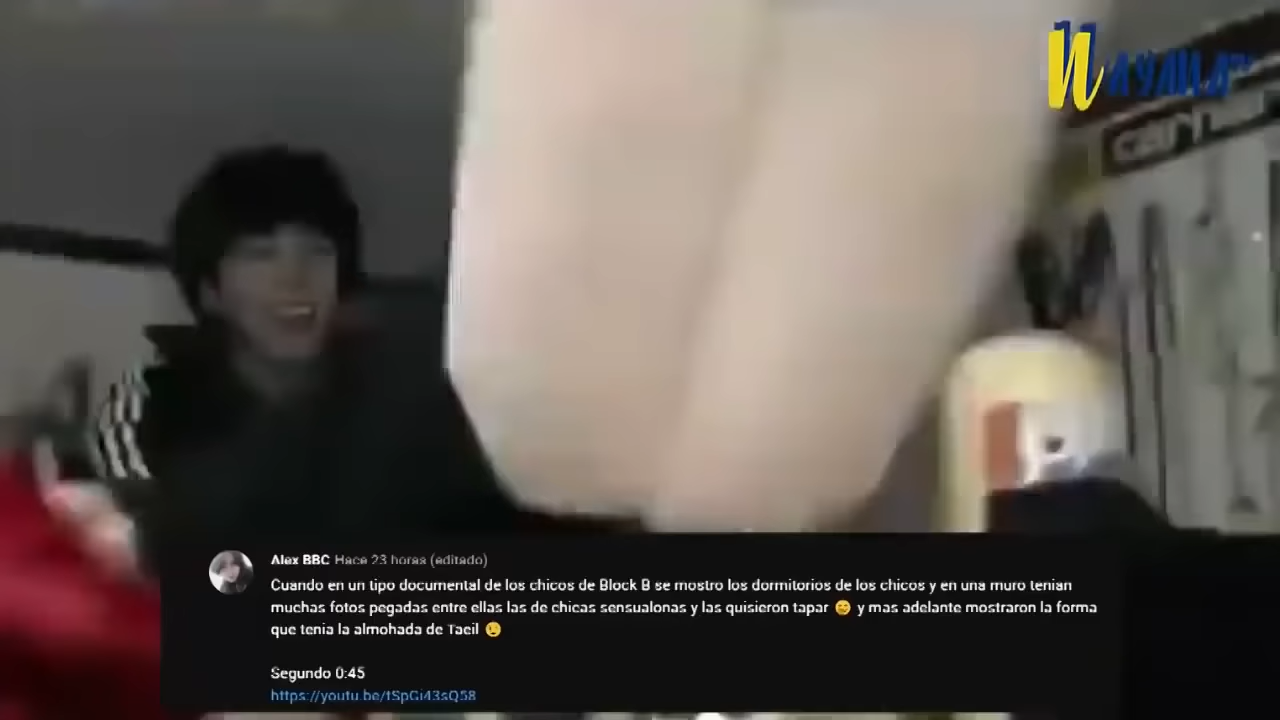 WAYMA TV
Alex BBC Hace 23 horas (editado)
Cuando en un tipo documental de los chicos de Block B se mostro los dormitorios de los chicos y en una muro tenian
muchas fotos pegadas entre ellas las de chicas sensualonas y las quisieron tapar 😊 y mas adelante mostraron la forma
que tenia la almohada de Taeil 😉
Segundo 0:45
https://youtu.be/tSpGi43sQ58